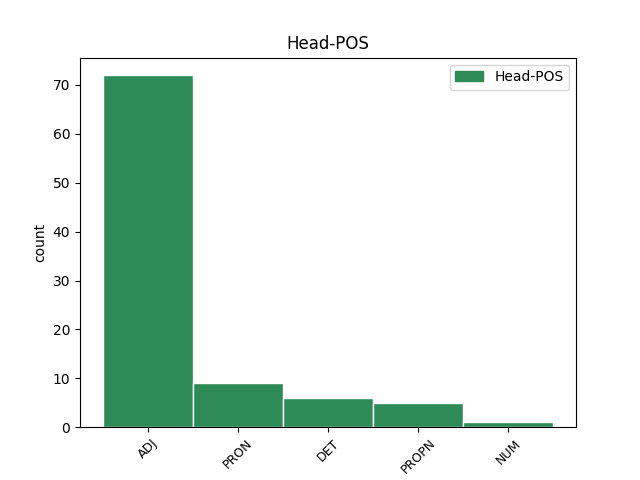 Head-POS
Head-POS
count
70
60
50
40
30
20
10
0
ADJ
PRON
DET
PROPN
NUM